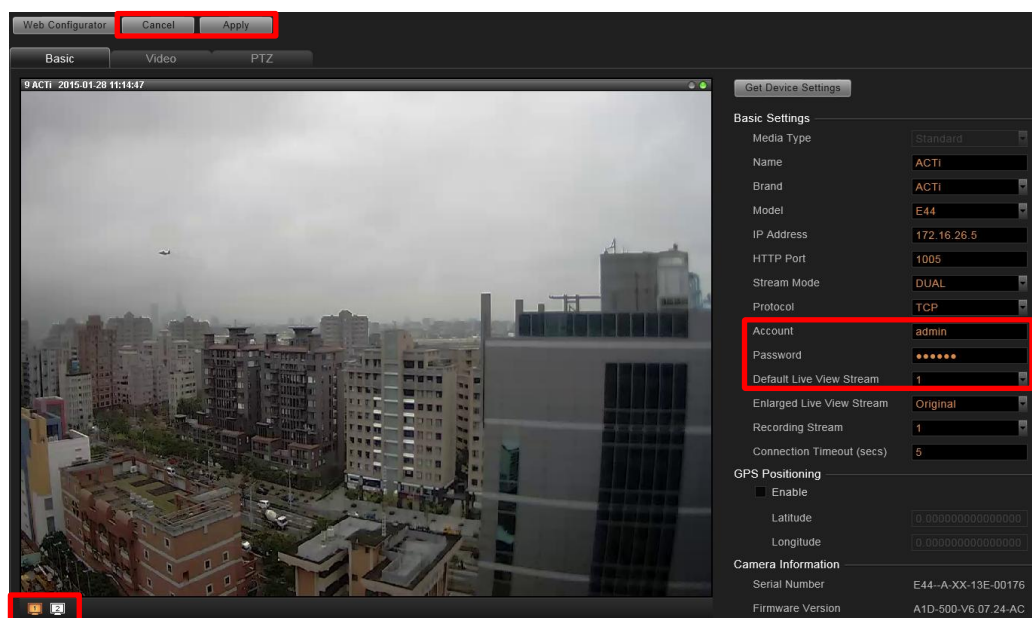 Web Configurator Cancel Apply
Basic Video PTZ
9 ACTi 2015-01-28 11:14:47
Get Device Settings
Basic Settings
Media Type Standard
Name ACTi
Brand ACTi
Model E44
IP Address 172.16.26.5
HTTP Port 1005
Stream Mode DUAL
Protocol TCP
Account admin
Password ●●●●●●
Default Live View Stream 1
Enlarged Live View Stream Original
Recording Stream 1
Connection Timeout (secs) 5
GPS Positioning
Enable
Latitude 0.000000000000000
Longitude 0.000000000000000
Camera Information
Serial Number E44--A-XX-13E-00176
1 2
Firmware Version A1D-500-V6.07.24-AC